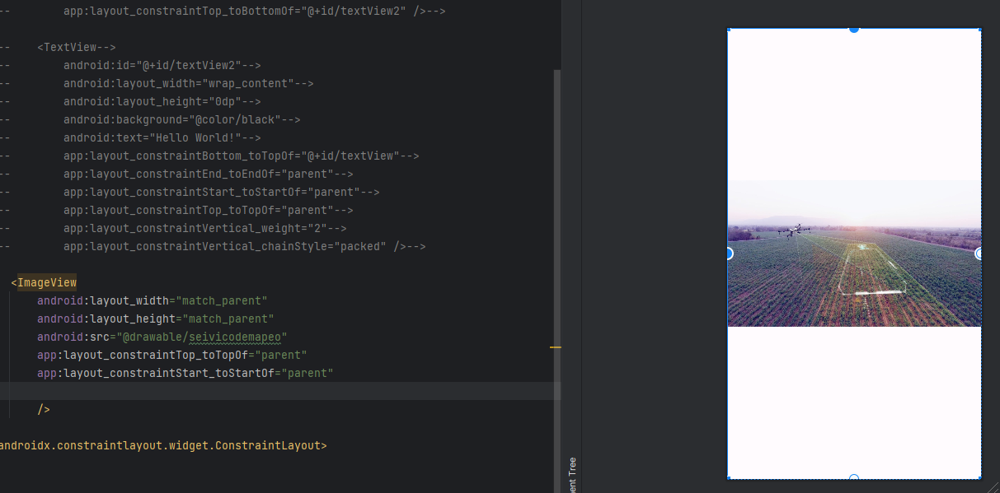 --        app:layout_constraintTop_toBottomOf="@+id/textView2" />-->
--    <TextView-->
--        android:id="@+id/textView2"-->
--        android:layout_width="wrap_content"-->
--        android:layout_height="0dp"-->
--        android:background="@color/black"-->
--        android:text="Hello World!"-->
--        app:layout_constraintBottom_toTopOf="@+id/textView"-->
--        app:layout_constraintEnd_toEndOf="parent"-->
--        app:layout_constraintStart_toStartOf="parent"-->
--        app:layout_constraintTop_toTopOf="parent"-->
--        app:layout_constraintVertical_weight="2"-->
--        app:layout_constraintVertical_chainStyle="packed" />-->
<ImageView
    android:layout_width="match_parent"
    android:layout_height="match_parent"
    android:src="@drawable/seivicodemapeo"
    app:layout_constraintTop_toTopOf="parent"
    app:layout_constraintStart_toStartOf="parent"
    />
androidx.constraintlayout.widget.ConstraintLayout>
ent Tree